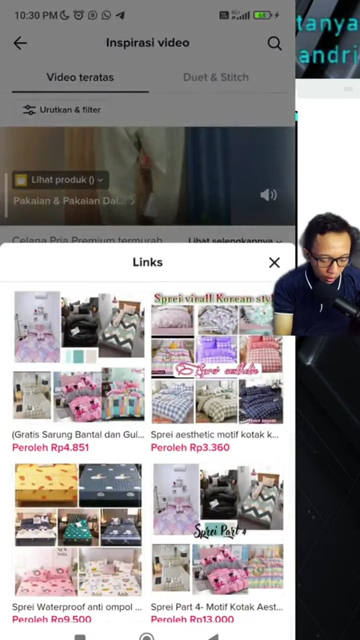 10:30 PM
tanya
andri
Inspirasi video
Video teratas
Duet & Stitch
Urutkan & filter
Lihat produk ()
Pakaian & Pakaian Dal...
Celana Pria Premium termurah
Lihat selengkapnya
Links
Sprei virall Korean style
Sprei aesthetic
(Gratis Sarung Bantal dan Gul...
Peroleh Rp4.851
Sprei aesthetic motif kotak k...
Peroleh Rp3.360
Sprei Part 4
Sprei Waterproof anti ompol ...
Peroleh Rp9.500
Sprei Part 4- Motif Kotak Aest...
Peroleh Rp13.000